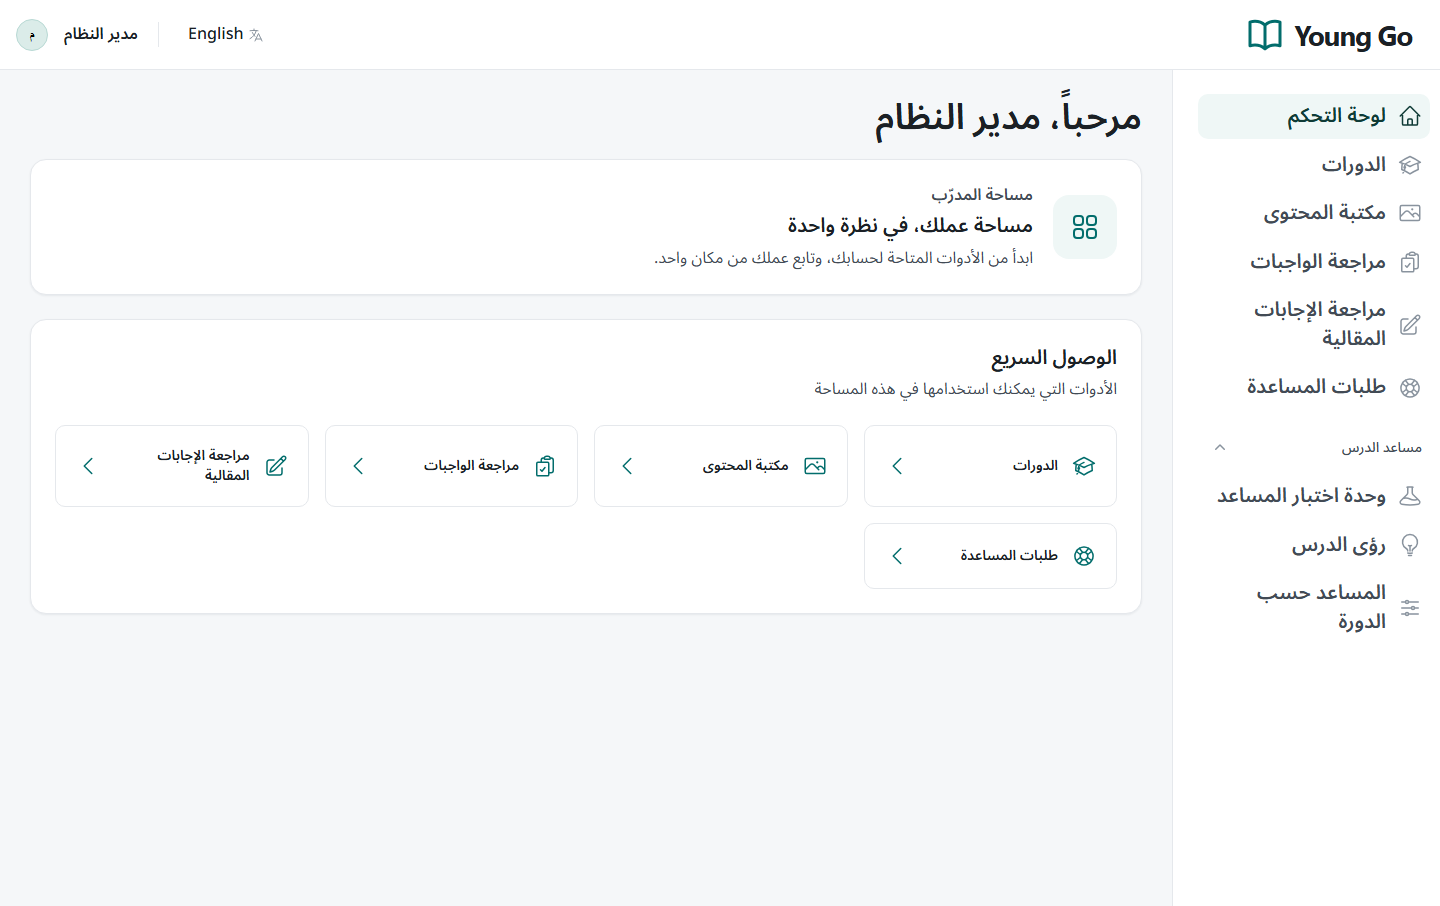 Young Go
English
مدير النظام
م
لوحة التحكم
الدورات
مكتبة المحتوى
مراجعة الواجبات
مراجعة الإجابات
المقالية
طلبات المساعدة
مساعد الدرس
وحدة اختبار المساعد
رؤى الدرس
المساعد حسب
الدورة
مرحباً، مدير النظام
مساحة المدرّب
مساحة عملك، في نظرة واحدة
ابدأ من الأدوات المتاحة لحسابك، وتابع عملك من مكان واحد.
الوصول السريع
الأدوات التي يمكنك استخدامها في هذه المساحة
الدورات
مكتبة المحتوى
مراجعة الواجبات
مراجعة الإجابات
المقالية
طلبات المساعدة